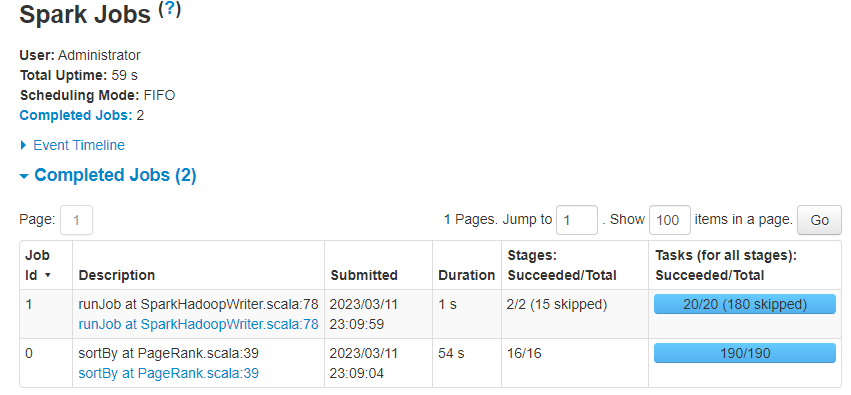 Spark Jobs (?)
User: Administrator
Total Uptime: 59 s
Scheduling Mode: FIFO
Completed Jobs: 2
Event Timeline
Completed Jobs (2)
Page: 1
1 Pages. Jump to 1 . Show 100 items in a page. Go
Job Id Description Submitted Duration Stages: Succeeded/Total Tasks (for all stages): Succeeded/Total
1 runJob at SparkHadoopWriter.scala:78 2023/03/11 1 s 2/2 (15 skipped) 20/20 (180 skipped)
runJob at SparkHadoopWriter.scala:78 23:09:59
0 sortBy at PageRank.scala:39 2023/03/11 54 s 16/16 190/190
sortBy at PageRank.scala:39 23:09:04